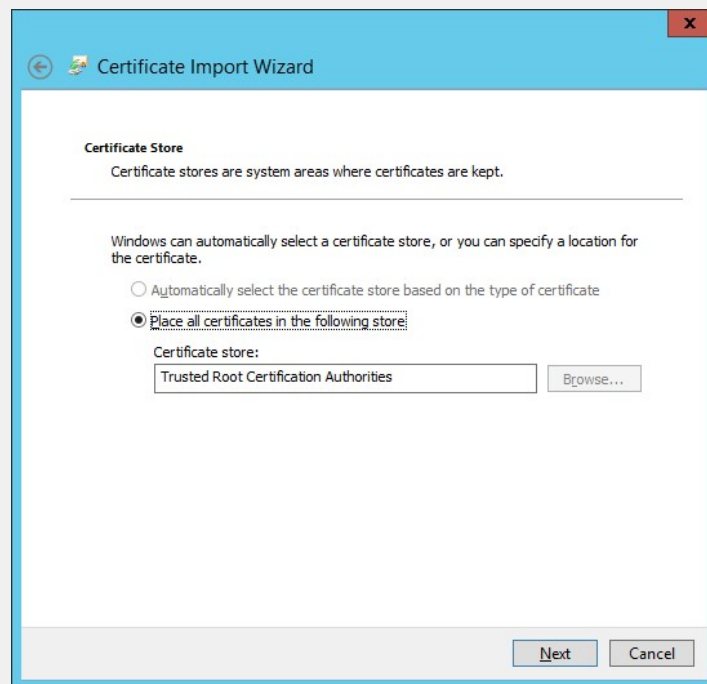 x
Certificate Import Wizard
Certificate Store
Certificate stores are system areas where certificates are kept.
Windows can automatically select a certificate store, or you can specify a location for
the certificate.
Automatically select the certificate store based on the type of certificate
Place all certificates in the following store
Certificate store:
Trusted Root Certification Authorities
Browse...
Next
Cancel